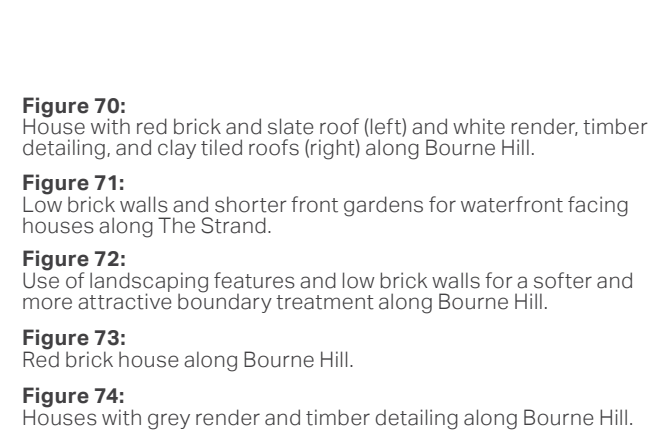 Figure 70:
House with red brick and slate roof (left) and white render, timber
detailing, and clay tiled roofs (right) along Bourne Hill.
Figure 71:
Low brick walls and shorter front gardens for waterfront facing
houses along The Strand.
Figure 72:
Use of landscaping features and low brick walls for a softer and
more attractive boundary treatment along Bourne Hill.
Figure 73:
Red brick house along Bourne Hill.
Figure 74:
Houses with grey render and timber detailing along Bourne Hill.